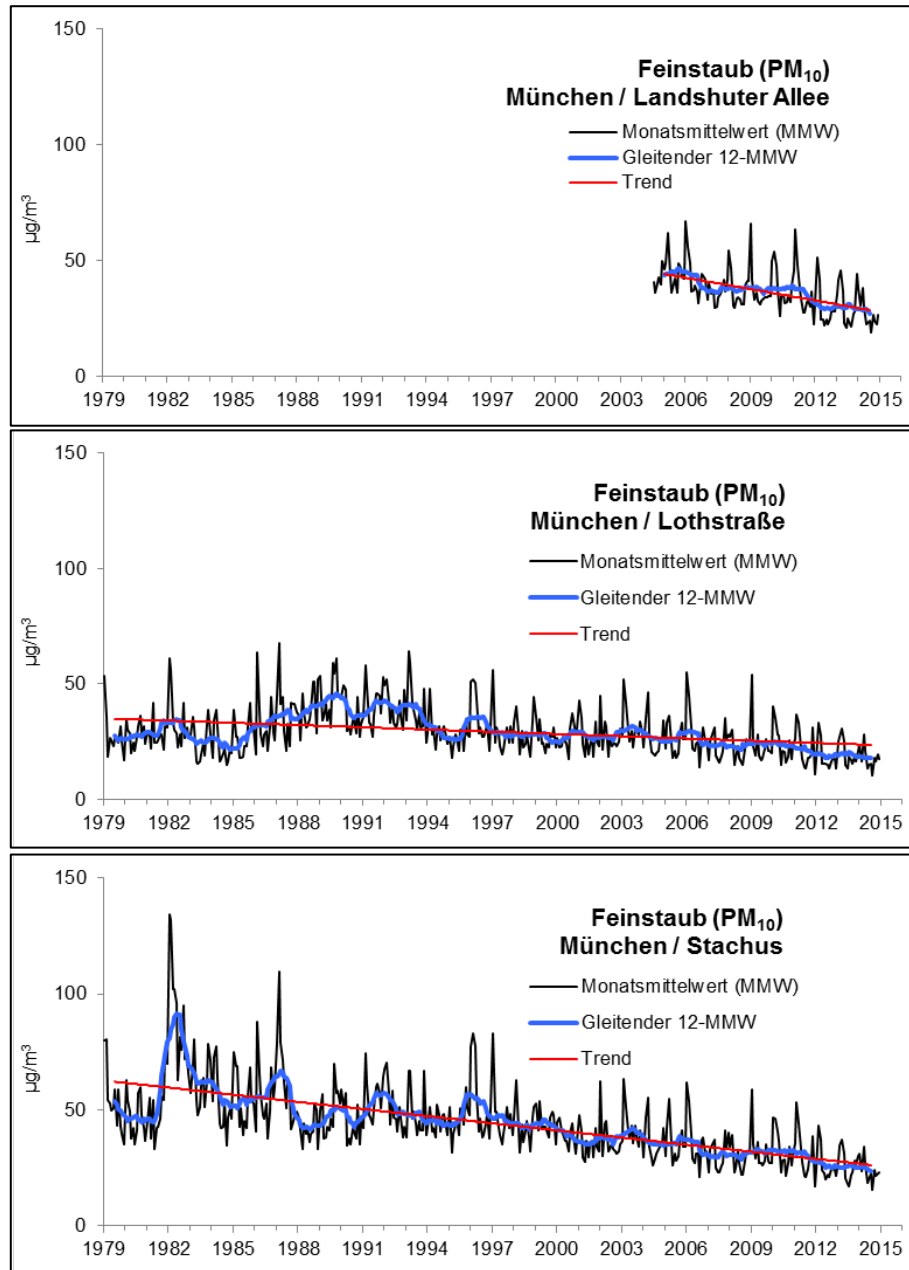 150
100
50
0
µg/m³
Feinstaub (PM₁₀)
München / Landshuter Allee
Monatsmittelwert (MMW)
Gleitender 12-MMW
Trend
1979 1982 1985 1988 1991 1994 1997 2000 2003 2006 2009 2012 2015
150
100
50
0
µg/m³
Feinstaub (PM₁₀)
München / Lothstraße
Monatsmittelwert (MMW)
Gleitender 12-MMW
Trend
1979 1982 1985 1988 1991 1994 1997 2000 2003 2006 2009 2012 2015
150
100
50
0
µg/m³
Feinstaub (PM₁₀)
München / Stachus
Monatsmittelwert (MMW)
Gleitender 12-MMW
Trend
1979 1982 1985 1988 1991 1994 1997 2000 2003 2006 2009 2012 2015